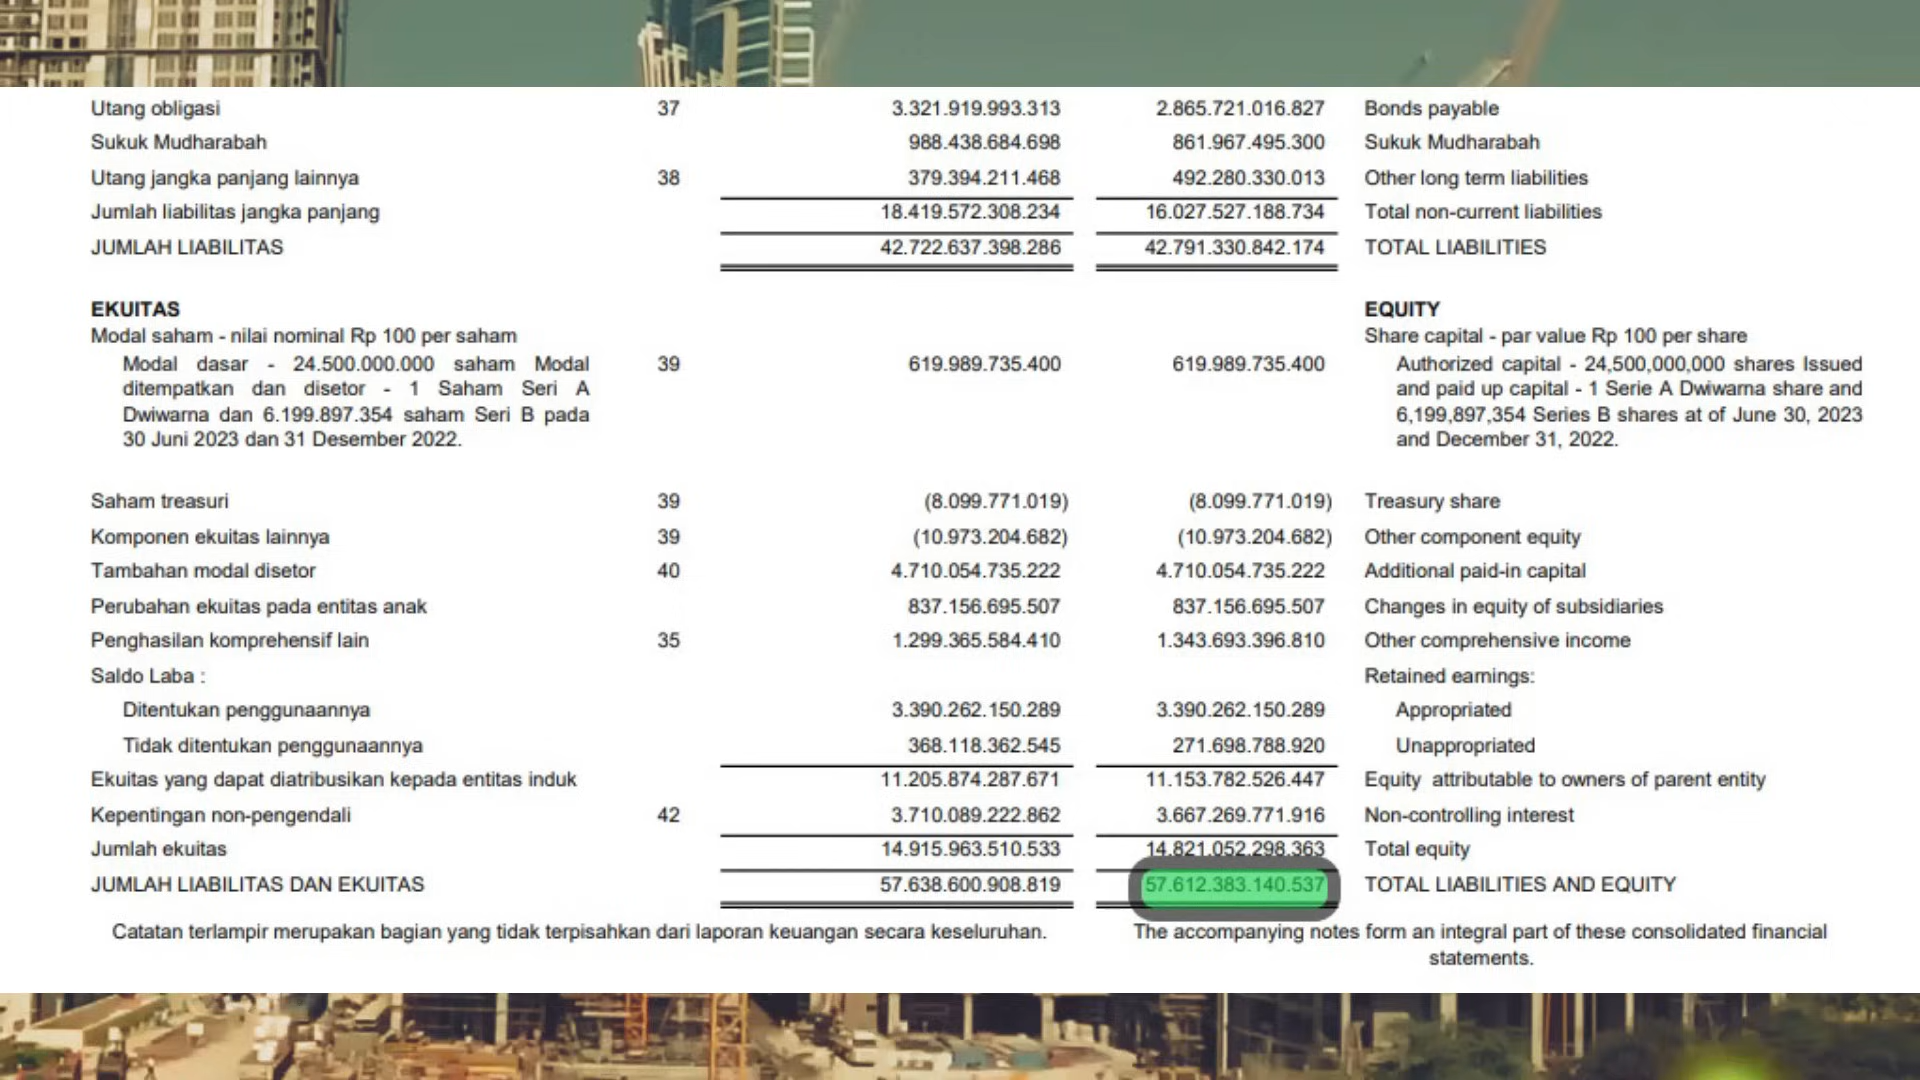 Utang obligasi 37 3.321.919.993.313 2.865.721.016.827 Bonds payable
Sukuk Mudharabah 988.438.684.698 861.967.495.300 Sukuk Mudharabah
Utang jangka panjang lainnya 38 379.394.211.468 492.280.330.013 Other long term liabilities
Jumlah liabilitas jangka panjang 18.419.572.308.234 16.027.527.188.734 Total non-current liabilities
JUMLAH LIABILITAS 42.722.637.398.286 42.791.330.842.174 TOTAL LIABILITIES
EKUITAS EQUITY
Modal saham - nilai nominal Rp 100 per saham Share capital - par value Rp 100 per share
Modal dasar - 24.500.000.000 saham Modal 39 619.989.735.400 619.989.735.400 Authorized capital - 24,500,000,000 shares Issued
ditempatkan dan disetor - 1 Saham Seri A and paid up capital - 1 Serie A Dwiwarna share and
Dwiwarna dan 6.199.897.354 saham Seri B pada 6,199,897,354 Series B shares at of June 30, 2023
30 Juni 2023 dan 31 Desember 2022. and December 31, 2022.
Saham treasuri 39 (8.099.771.019) (8.099.771.019) Treasury share
Komponen ekuitas lainnya 39 (10.973.204.682) (10.973.204.682) Other component equity
Tambahan modal disetor 40 4.710.054.735.222 4.710.054.735.222 Additional paid-in capital
Perubahan ekuitas pada entitas anak 837.156.695.507 837.156.695.507 Changes in equity of subsidiaries
Penghasilan komprehensif lain 35 1.299.365.584.410 1.343.693.396.810 Other comprehensive income
Saldo Laba : Retained earnings:
Ditentukan penggunaannya 3.390.262.150.289 3.390.262.150.289 Appropriated
Tidak ditentukan penggunaannya 368.118.362.545 271.698.788.920 Unappropriated
Ekuitas yang dapat diatribusikan kepada entitas induk 11.205.874.287.671 11.153.782.526.447 Equity attributable to owners of parent entity
Kepentingan non-pengendali 42 3.710.089.222.862 3.667.269.771.916 Non-controlling interest
Jumlah ekuitas 14.915.963.510.533 14.821.052.298.363 Total equity
JUMLAH LIABILITAS DAN EKUITAS 57.638.600.908.819 57.612.383.140.537 TOTAL LIABILITIES AND EQUITY
Catatan terlampir merupakan bagian yang tidak terpisahkan dari laporan keuangan secara keseluruhan. The accompanying notes form an integral part of these consolidated financial
statements.